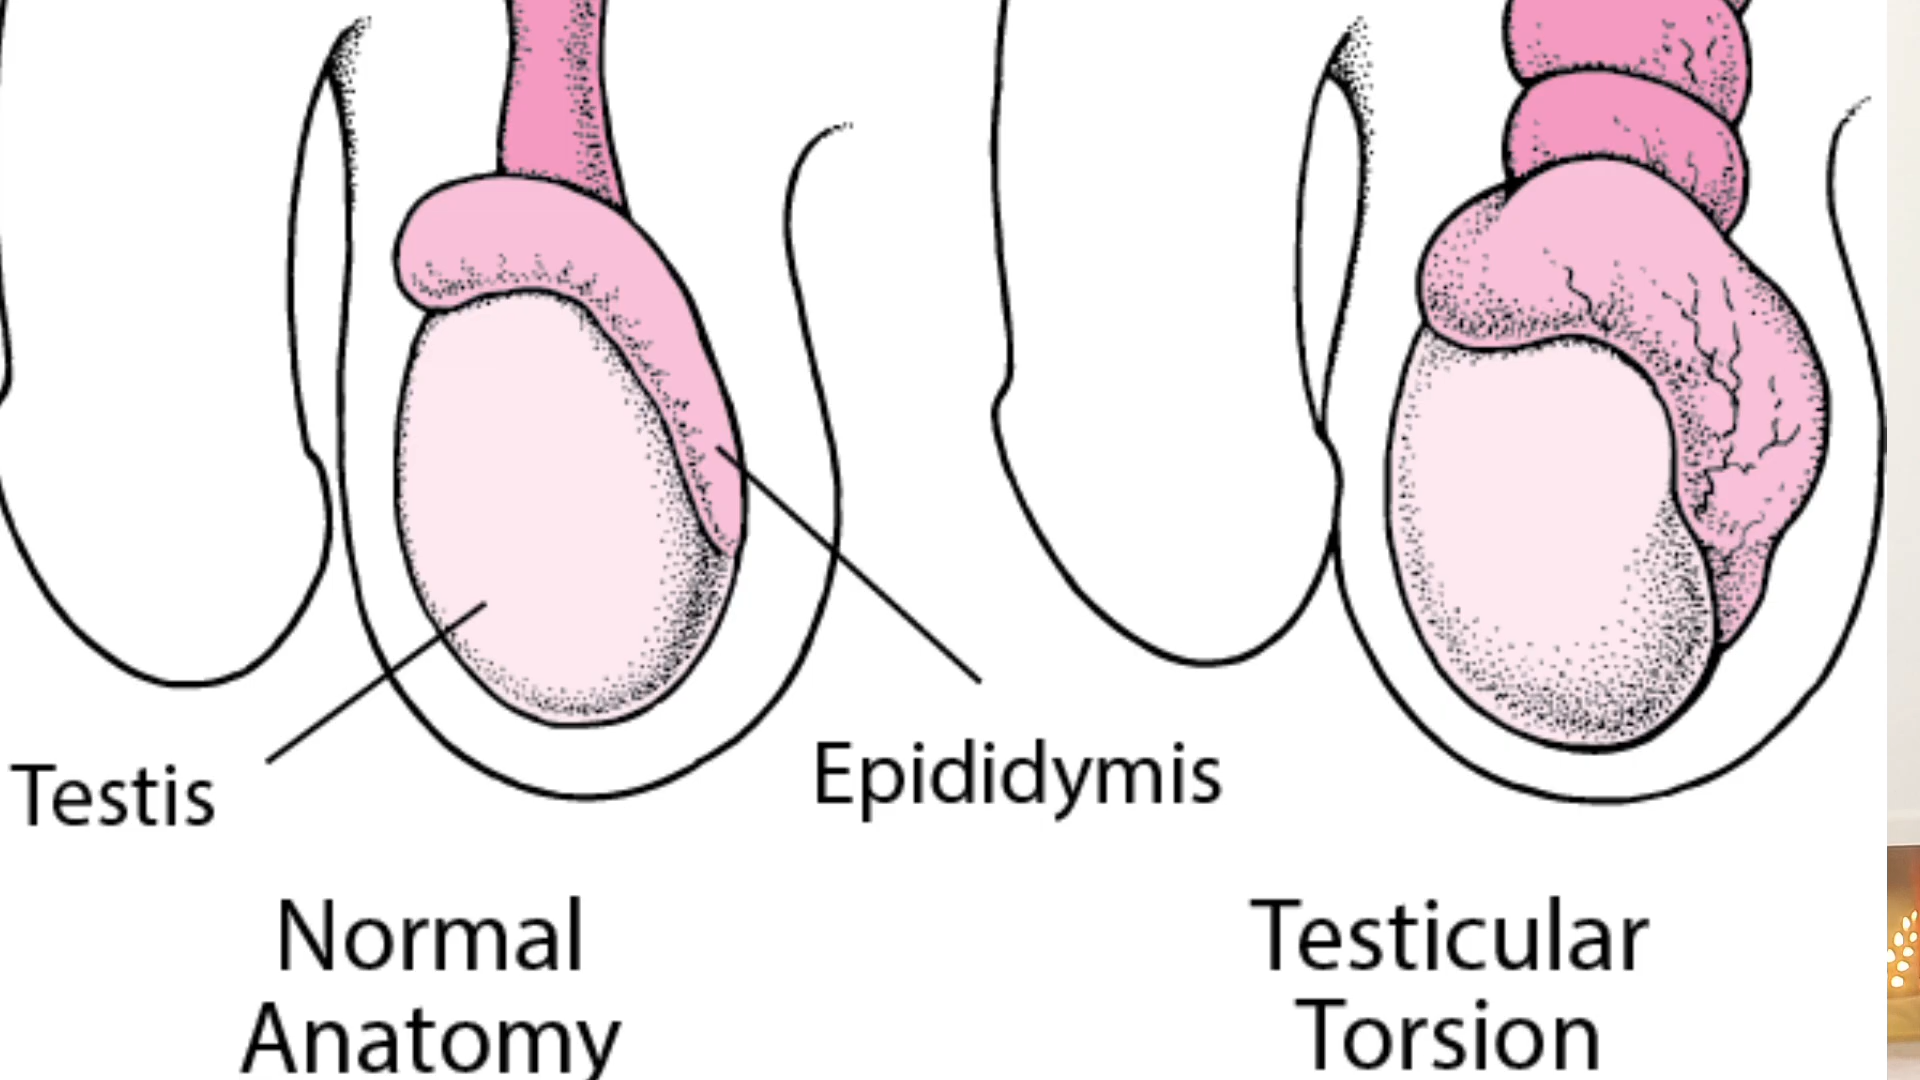 Testis
Epididymis
Normal
Anatomy
Testicular
Torsion